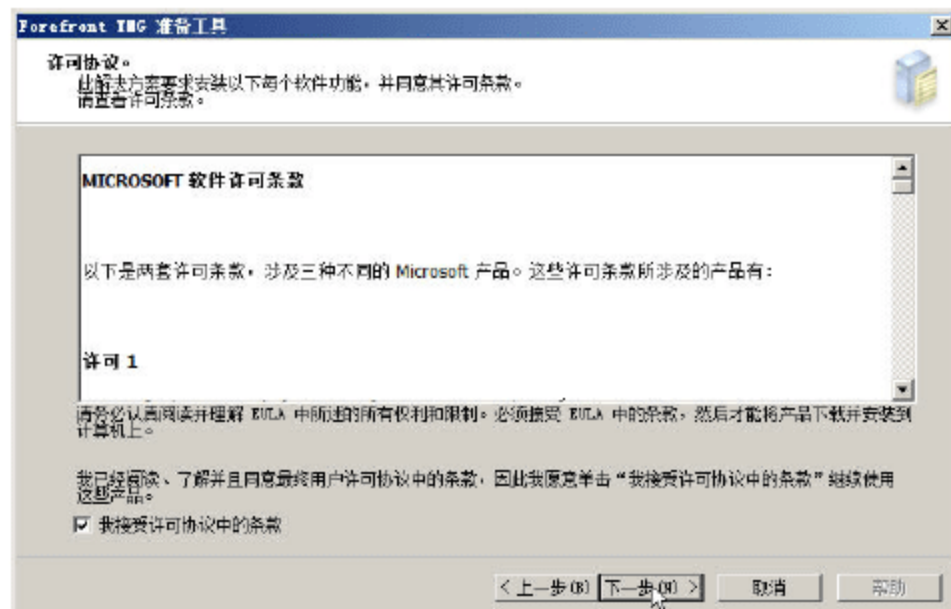 Forefront TMG 准备工具
许可协议。
此解决方案要求安装以下每个软件功能，并同意其许可条款。
请查看许可条款。
MICROSOFT 软件许可条款
以下是两套许可条款，涉及三种不同的 Microsoft 产品。这些许可条款所涉及的产品有：
许可 1
请务必认真阅读并理解 EULA 中所述的所有权利和限制。必须接受 EULA 中的条款，然后才能将产品下载并安装到
计算机上。
我已经阅读、了解并且同意最终用户许可协议中的条款，因此我愿意单击“我接受许可协议中的条款”继续使用
这些产品。
我接受许可协议中的条款
< 上一步(B) 下一步(N) > 取消 帮助